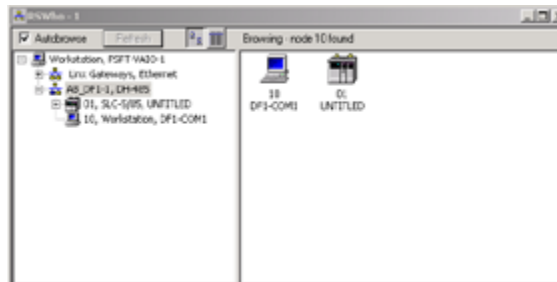 RSWho - 1
Autobrowse Refresh Browsing - node 10 found
Workstation, PSFT-VAIO-1
Linx Gateways, Ethernet
AB_DF1-1, DH-485
01, SLC-5/05, UNTITLED
10, Workstation, DF1-COM1
10
DF1-COM1
01
UNTITLED